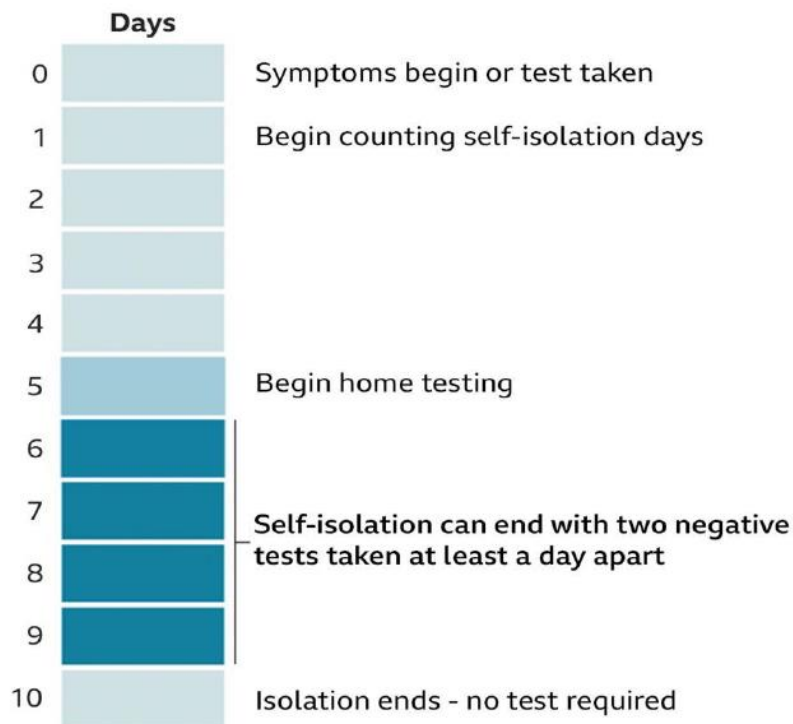 Days
0 Symptoms begin or test taken
1 Begin counting self-isolation days
2
3
4
5 Begin home testing
6
7
Self-isolation can end with two negative
tests taken at least a day apart
8
9
10 Isolation ends - no test required